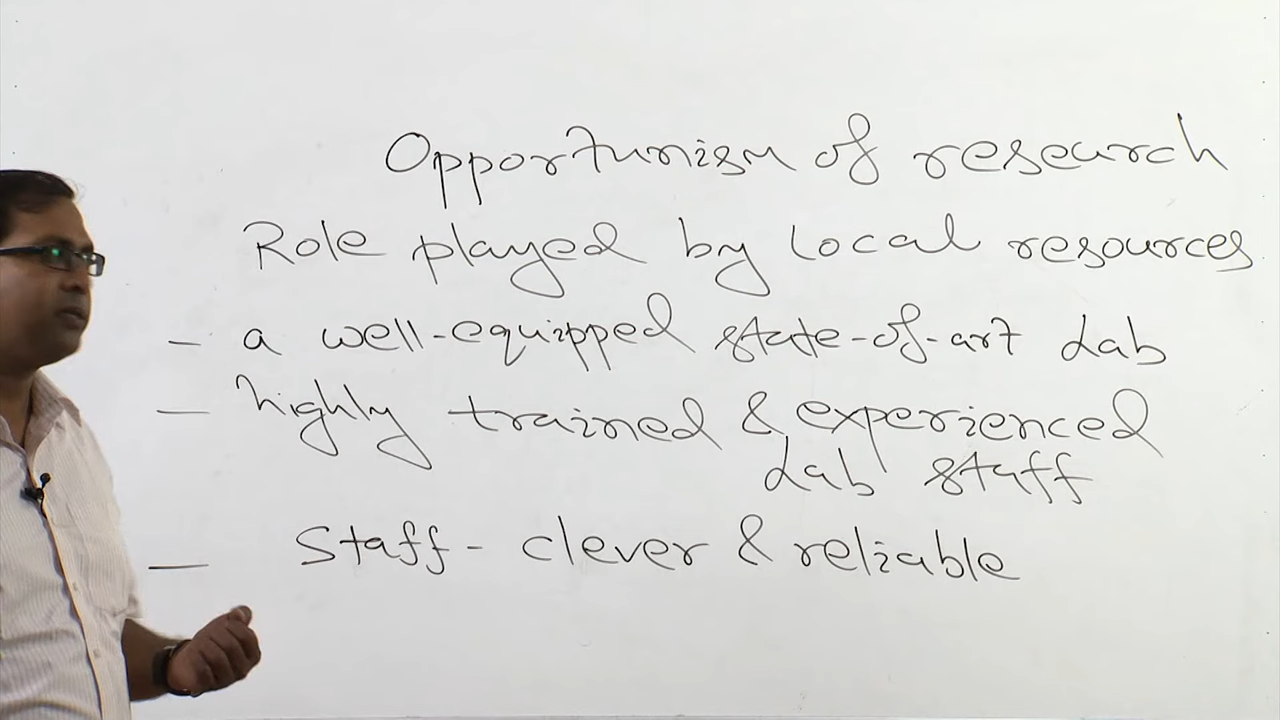 Opportunism of research
Role played by local resources
- a well-equipped state-of-art Lab
- highly trained & experienced
Lab staff
- Staff - clever & reliable